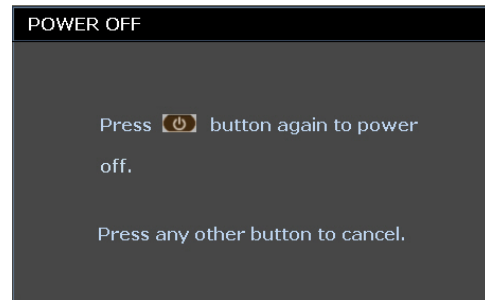 POWER OFF
Press button again to power
off.
Press any other button to cancel.